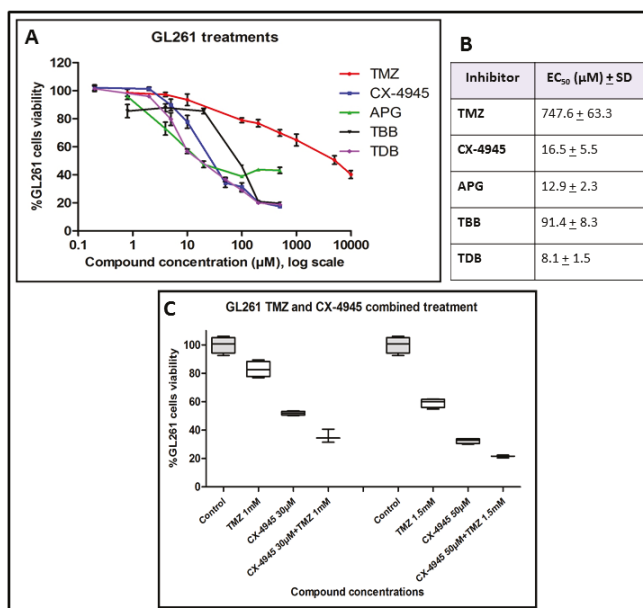 A
GL261 treatments
%GL261 cells viability
120
100
80
60
40
20
0
0.1
1
10
100
1000
10000
Compound concentration (µM), log scale
TMZ
CX-4945
APG
TBB
TDB
B
Inhibitor EC₅₀ (µM) ± SD
TMZ 747.6 ± 63.3
CX-4945 16.5 ± 5.5
APG 12.9 ± 2.3
TBB 91.4 ± 8.3
TDB 8.1 ± 1.5
C
GL261 TMZ and CX-4945 combined treatment
%GL261 cells viability
100
80
60
40
20
0
Control
TMZ 1mM
CX-4945 30µM
CX-4945 30µM+TMZ 1mM
Control
TMZ 1.5mM
CX-4945 50µM
CX-4945 50µM+TMZ 1.5mM
Compound concentrations